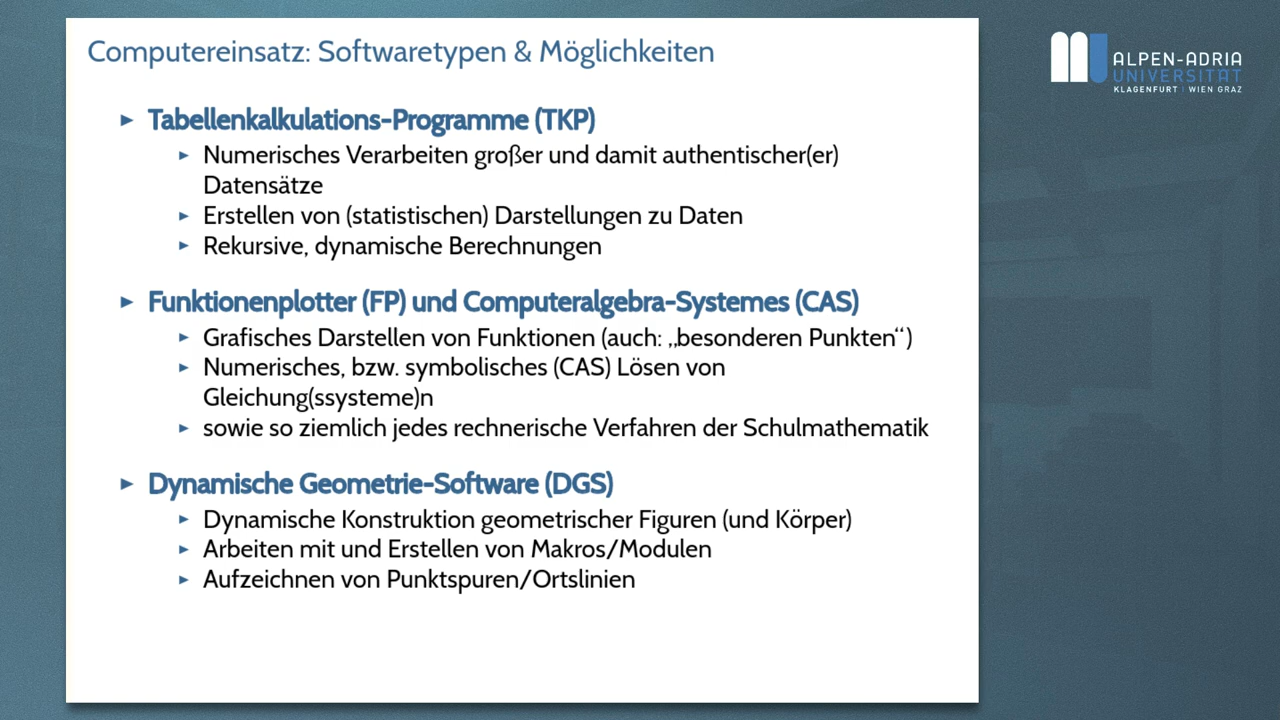 Computereinsatz: Softwaretypen & Möglichkeiten
ALPEN-ADRIA
UNIVERSITÄT
KLAGENFURT | WIEN GRAZ
Tabellenkalkulations-Programme (TKP)
Numerisches Verarbeiten großer und damit authentischer(er)
Datensätze
Erstellen von (statistischen) Darstellungen zu Daten
Rekursive, dynamische Berechnungen
Funktionenplotter (FP) und Computeralgebra-Systemes (CAS)
Grafisches Darstellen von Funktionen (auch: „besonderen Punkten“)
Numerisches, bzw. symbolisches (CAS) Lösen von
Gleichung(ssysteme)n
sowie so ziemlich jedes rechnerische Verfahren der Schulmathematik
Dynamische Geometrie-Software (DGS)
Dynamische Konstruktion geometrischer Figuren (und Körper)
Arbeiten mit und Erstellen von Makros/Modulen
Aufzeichnen von Punktspuren/Ortslinien